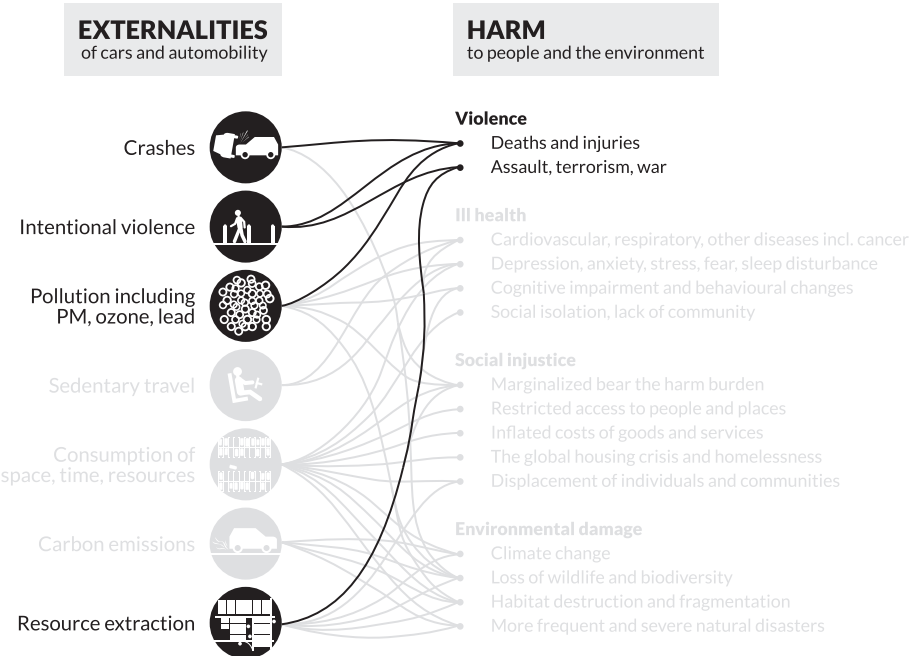 EXTERNALITIES
of cars and automobility
HARM
to people and the environment
Crashes
Intentional violence
Pollution including
PM, ozone, lead
Sedentary travel
Consumption of
space, time, resources
Carbon emissions
Resource extraction
Violence
Deaths and injuries
Assault, terrorism, war
Ill health
Cardiovascular, respiratory, other diseases incl. cancer
Depression, anxiety, stress, fear, sleep disturbance
Cognitive impairment and behavioural changes
Social isolation, lack of community
Social injustice
Marginalized bear the harm burden
Restricted access to people and places
Inflated costs of goods and services
The global housing crisis and homelessness
Displacement of individuals and communities
Environmental damage
Climate change
Loss of wildlife and biodiversity
Habitat destruction and fragmentation
More frequent and severe natural disasters